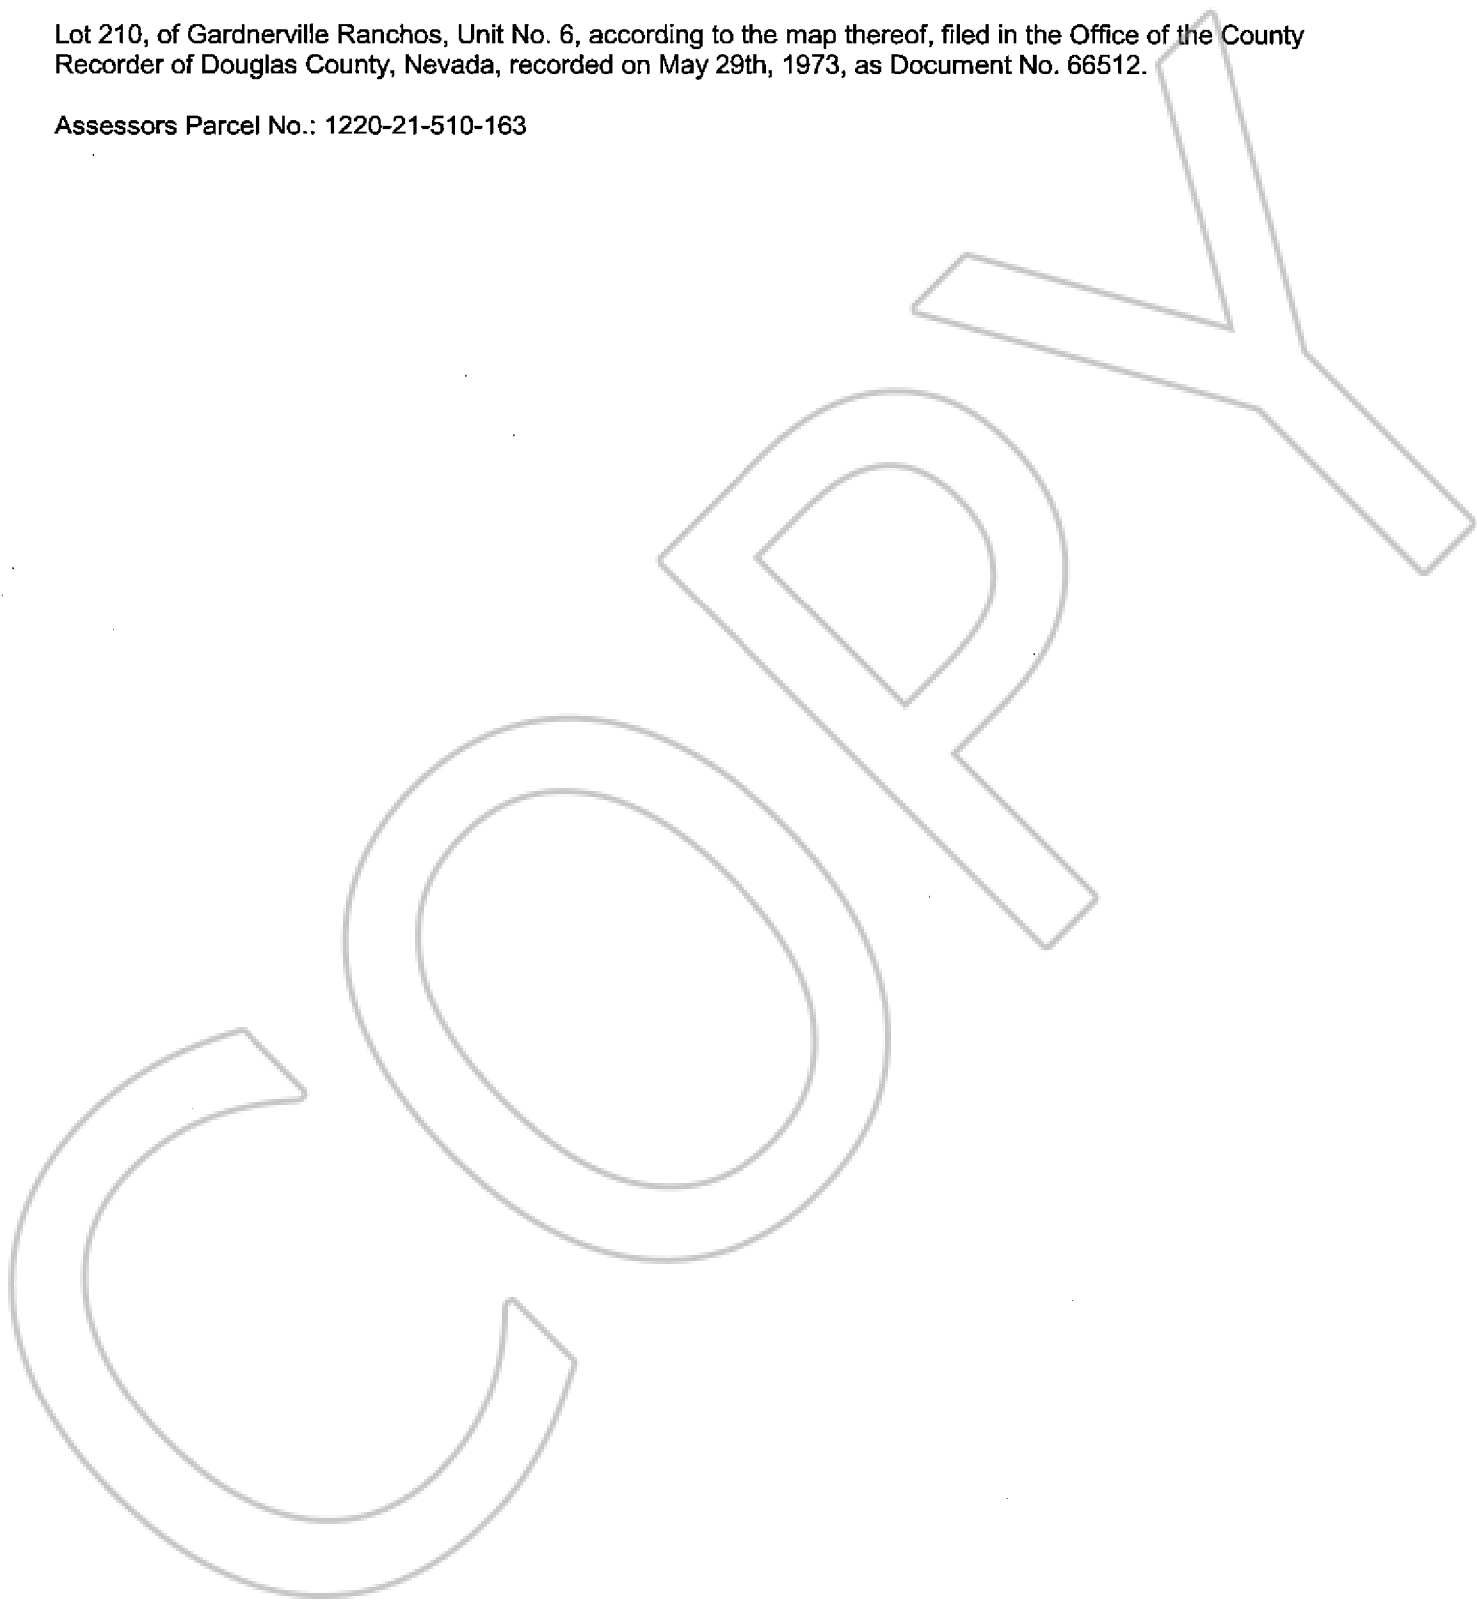 Lot 210, of Gardnerville Ranchos, Unit No. 6, according to the map thereof, filed in the Office of the County
Recorder of Douglas County, Nevada, recorded on May 29th, 1973, as Document No. 66512.
Assessors Parcel No.: 1220-21-510-163
COPY